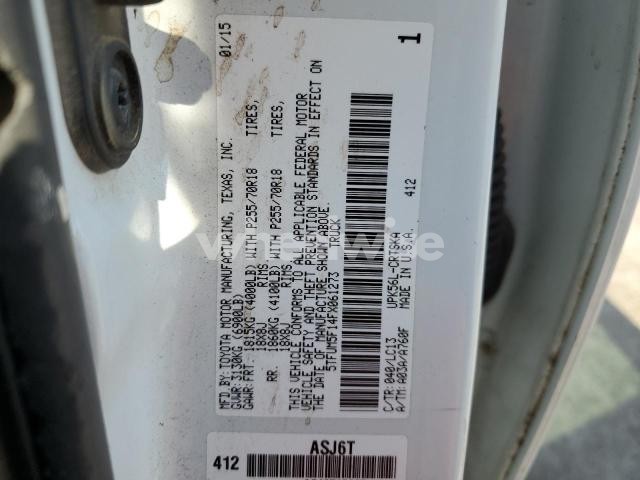 MFD BY: TOYOTA MOTOR MANUFACTURING, TEXAS, INC. 01/15
GVWR: 3130KG (6900LB)
GAWR: FRT. 1815KG (4000LB) WITH P255/70R18 TIRES,
18X8J RIMS
RR. 1860KG (4100LB) WITH P255/70R18 TIRES,
18X8J RIMS
THIS VEHICLE CONFORMS TO ALL APPLICABLE FEDERAL MOTOR
VEHICLE SAFETY AND THEFT PREVENTION STANDARDS IN EFFECT ON
THE DATE OF MANUFACTURE SHOWN ABOVE.
5TFUM5F14FX061273 TRUCK
412
C/TR: 040/LC13 UPK56L-CRTSKA
A/TM: A03A/A760F MADE IN U.S.A.
1
412 ASJ6T